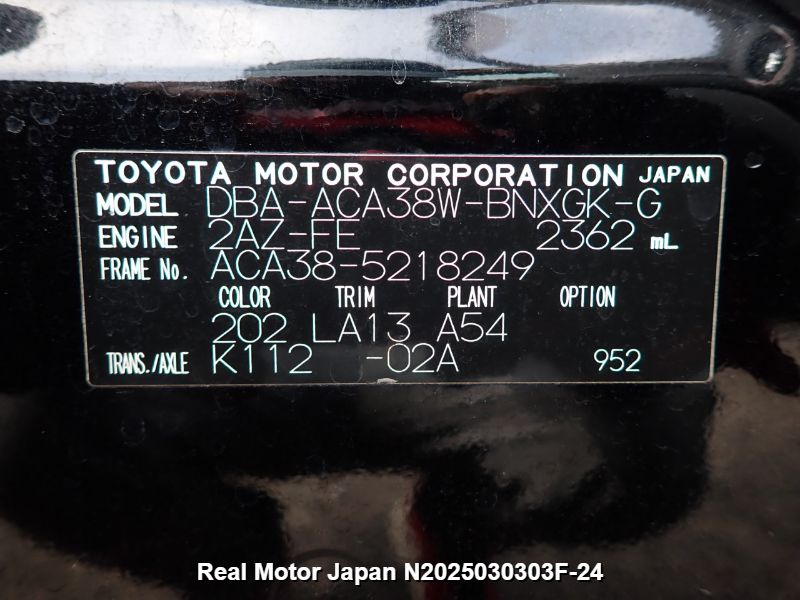 TOYOTA MOTOR CORPORATION JAPAN
MODEL DBA-ACA38W-BNXGK-G
ENGINE 2AZ-FE 2362 mL
FRAME No. ACA38-5218249
COLOR TRIM PLANT OPTION
202 LA13 A54
TRANS./AXLE K112 -02A 952
Real Motor Japan N2025030303F-24